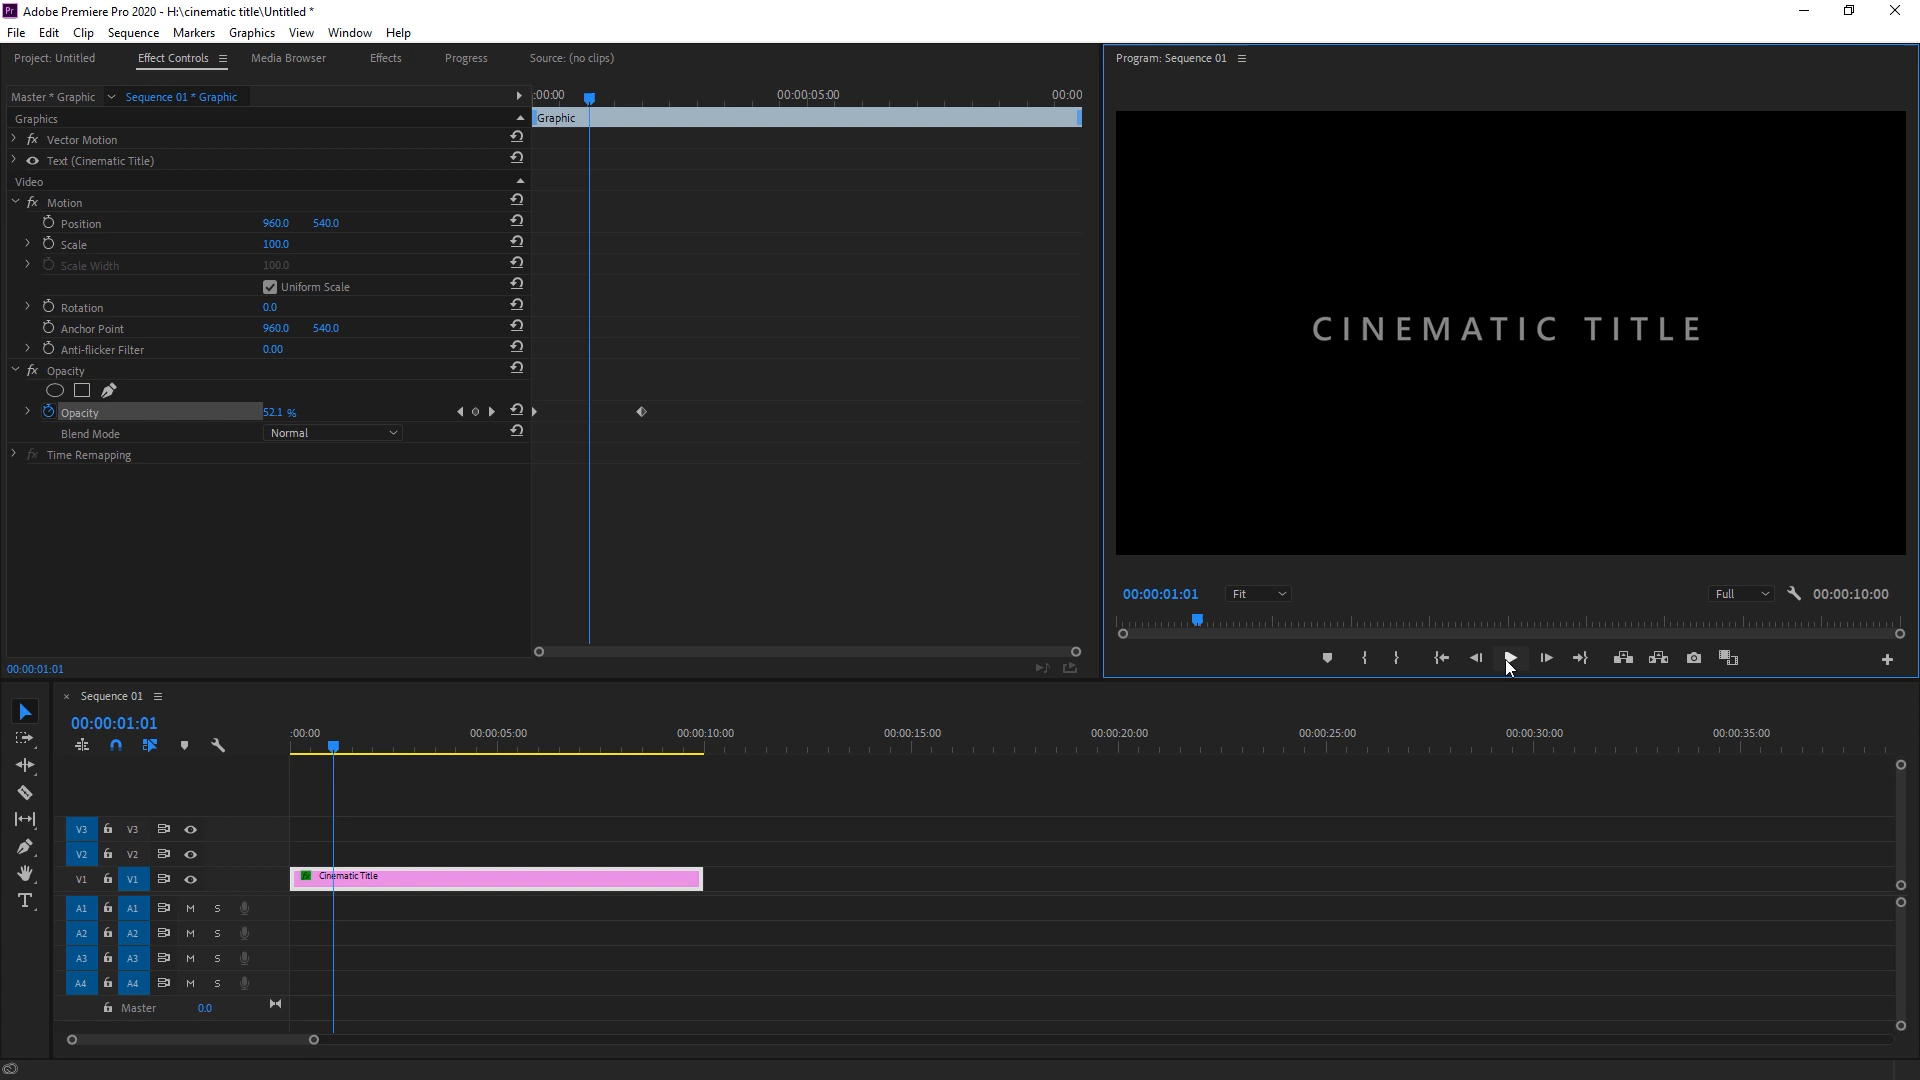 Pr Adobe Premiere Pro 2020 - H:\cinematic title\Untitled *
File Edit Clip Sequence Markers Graphics View Window Help
Project: Untitled Effect Controls Media Browser Effects Progress Source: (no clips)
Program: Sequence 01
Master * Graphic Sequence 01 * Graphic
:00:00 00:00:05:00 00:00
Graphics
Graphic
fx Vector Motion
Text (Cinematic Title)
Video
fx Motion
Position 960.0 540.0
Scale 100.0
Scale Width 100.0
Uniform Scale
Rotation 0.0
Anchor Point 960.0 540.0
Anti-flicker Filter 0.00
fx Opacity
Opacity 52.1 %
Blend Mode Normal
fx Time Remapping
CINEMATIC TITLE
00:00:01:01 Fit Full 00:00:10:00
00:00:01:01
× Sequence 01
00:00:01:01
:00:00 00:00:05:00 00:00:10:00 00:00:15:00 00:00:20:00 00:00:25:00 00:00:30:00 00:00:35:00
V3 V3
V2 V2
V1 V1
fx Cinematic Title
A1 A1 M S
A2 A2 M S
A3 A3 M S
A4 A4 M S
Master 0.0